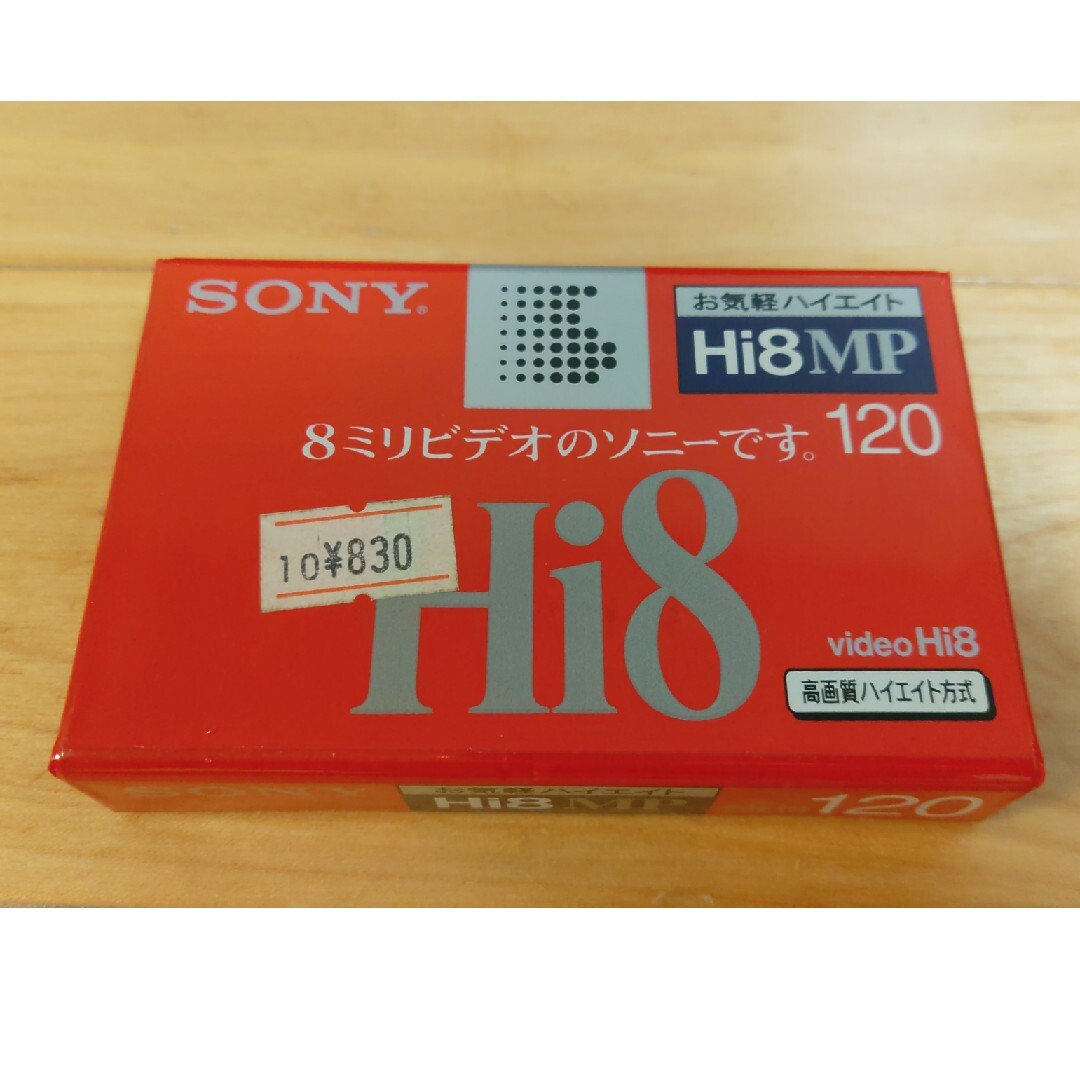 SONY®
お気軽ハイエイト
Hi8MP
120
8ミリビデオのソニーです。
Hi8
10¥830
video Hi8
高画質ハイエイト方式
SONY
お気軽ハイエイト
Hi8MP
120